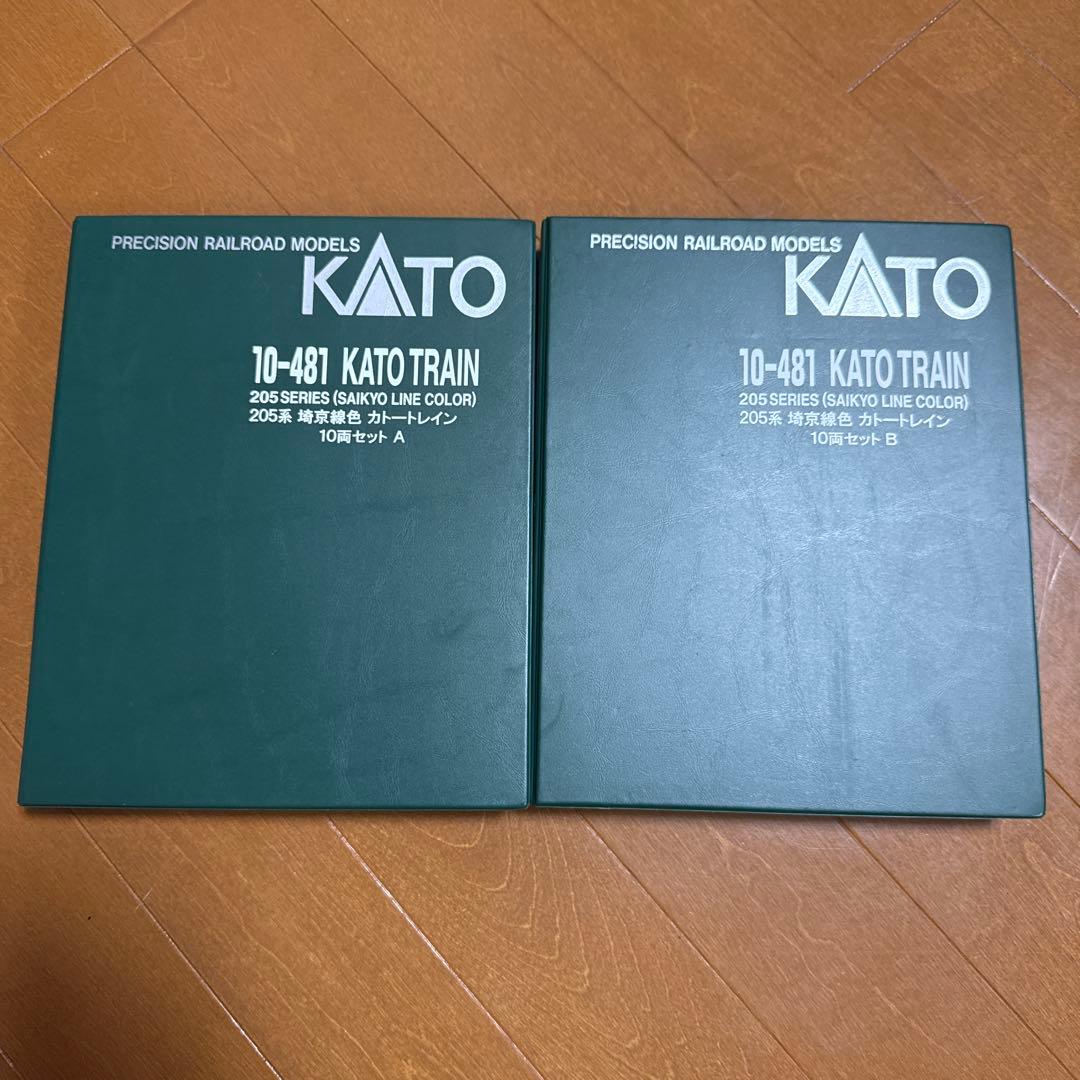 PRECISION RAILROAD MODELS
KATO
10-481 KATO TRAIN
205 SERIES (SAIKYO LINE COLOR)
205系 埼京線色 カトートレイン
10両セット A
PRECISION RAILROAD MODELS
KATO
10-481 KATO TRAIN
205 SERIES (SAIKYO LINE COLOR)
205系 埼京線色 カトートレイン
10両セット B